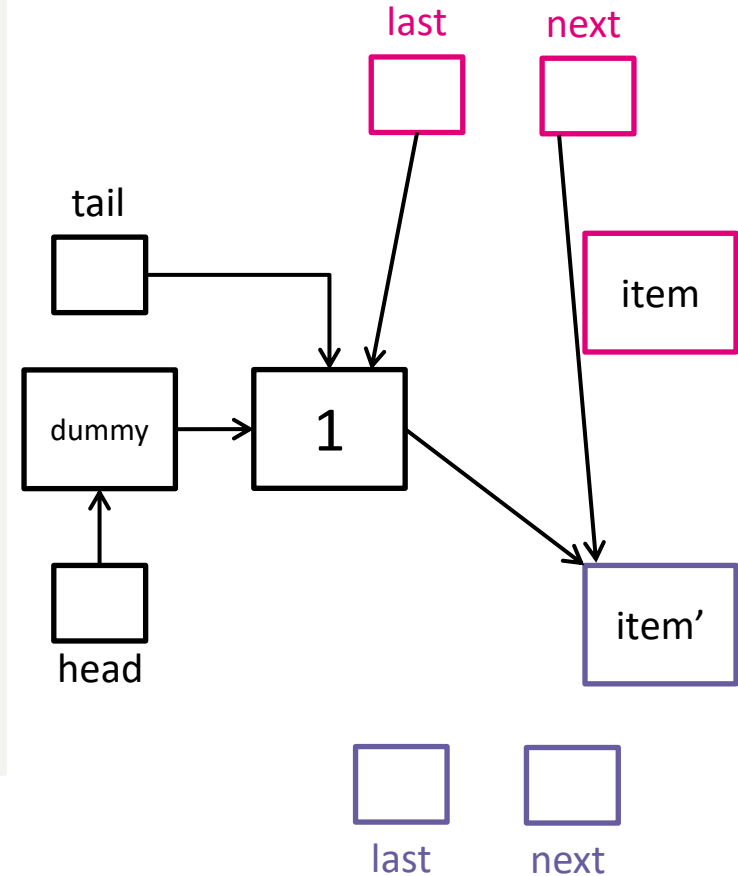 last next
tail
item
dummy 1
item’
head
last next